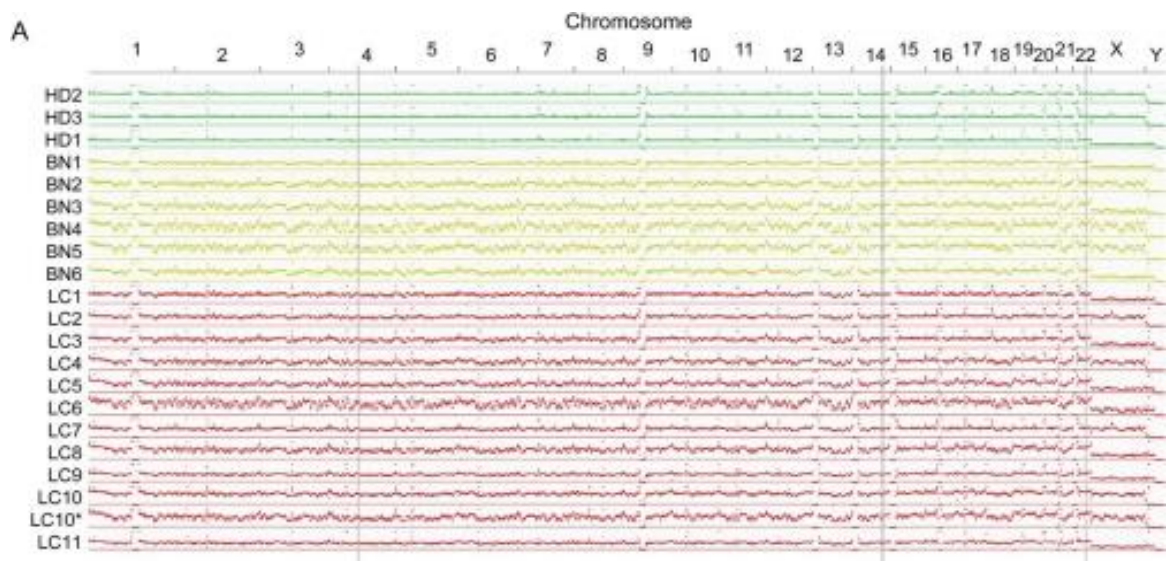 A
Chromosome
1 2 3 4 5 6 7 8 9 10 11 12 13 14 15 16 17 18 19 20 21 22 X Y
HD2
HD3
HD1
BN1
BN2
BN3
BN4
BN5
BN6
LC1
LC2
LC3
LC4
LC5
LC6
LC7
LC8
LC9
LC10
LC10*
LC11